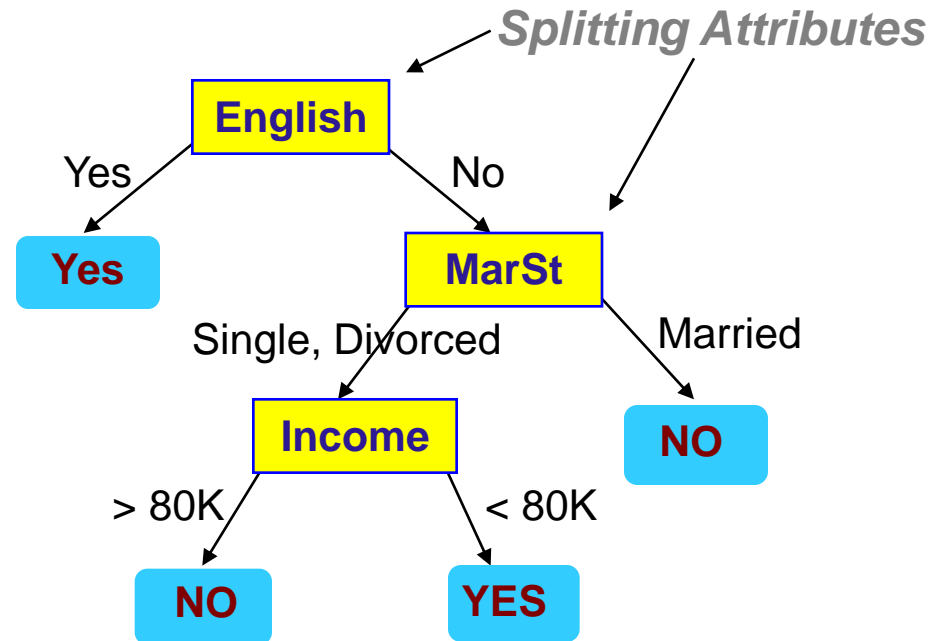 Splitting Attributes
English
Yes No
Yes
MarSt
Single, Divorced Married
Income
NO
> 80K < 80K
NO YES